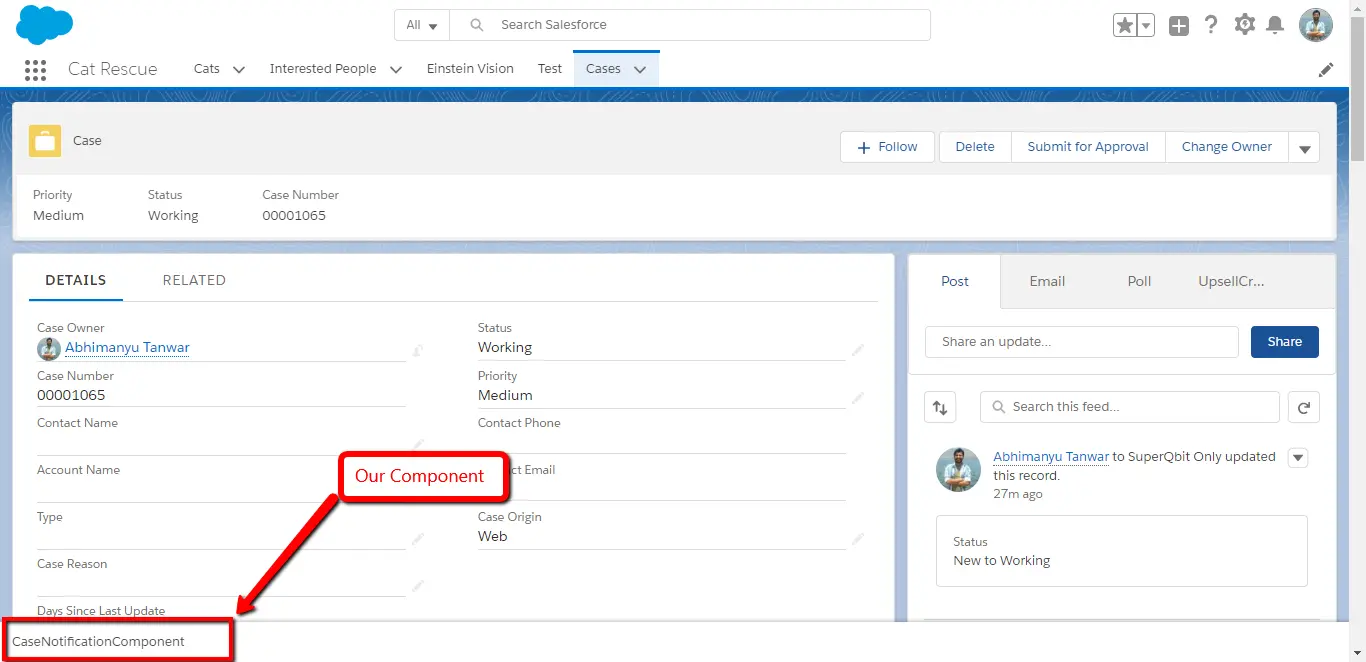 All
Search Salesforce
Cat Rescue
Cats
Interested People
Einstein Vision
Test
Cases
Case
Follow
Delete
Submit for Approval
Change Owner
Priority
Status
Case Number
Medium
Working
00001065
DETAILS
RELATED
Case Owner
Abhimanyu Tanwar
Status
Working
Case Number
00001065
Priority
Medium
Contact Name
Contact Phone
Account Name
Our Component
Email
Type
Case Origin
Web
Case Reason
Days Since Last Update
CaseNotificationComponent
Post
Email
Poll
UpsellCr...
Share an update...
Share
Search this feed...
Abhimanyu Tanwar to SuperQbit Only updated
this record.
27m ago
Status
New to Working